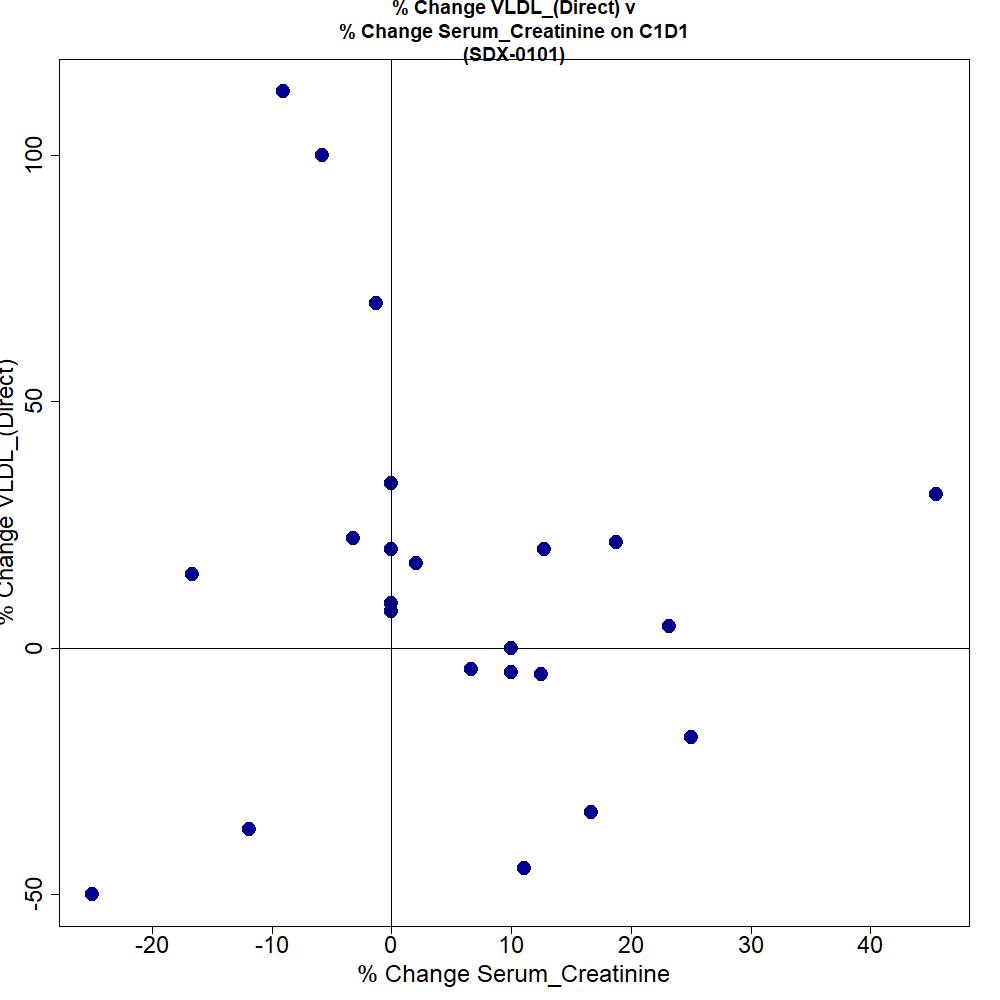 % Change VLDL_(Direct) v
% Change Serum_Creatinine on C1D1
(SDX-0101)
% Change VLDL_(Direct)
100
50
0
-50
-20
-10
0
10
20
30
40
% Change Serum_Creatinine